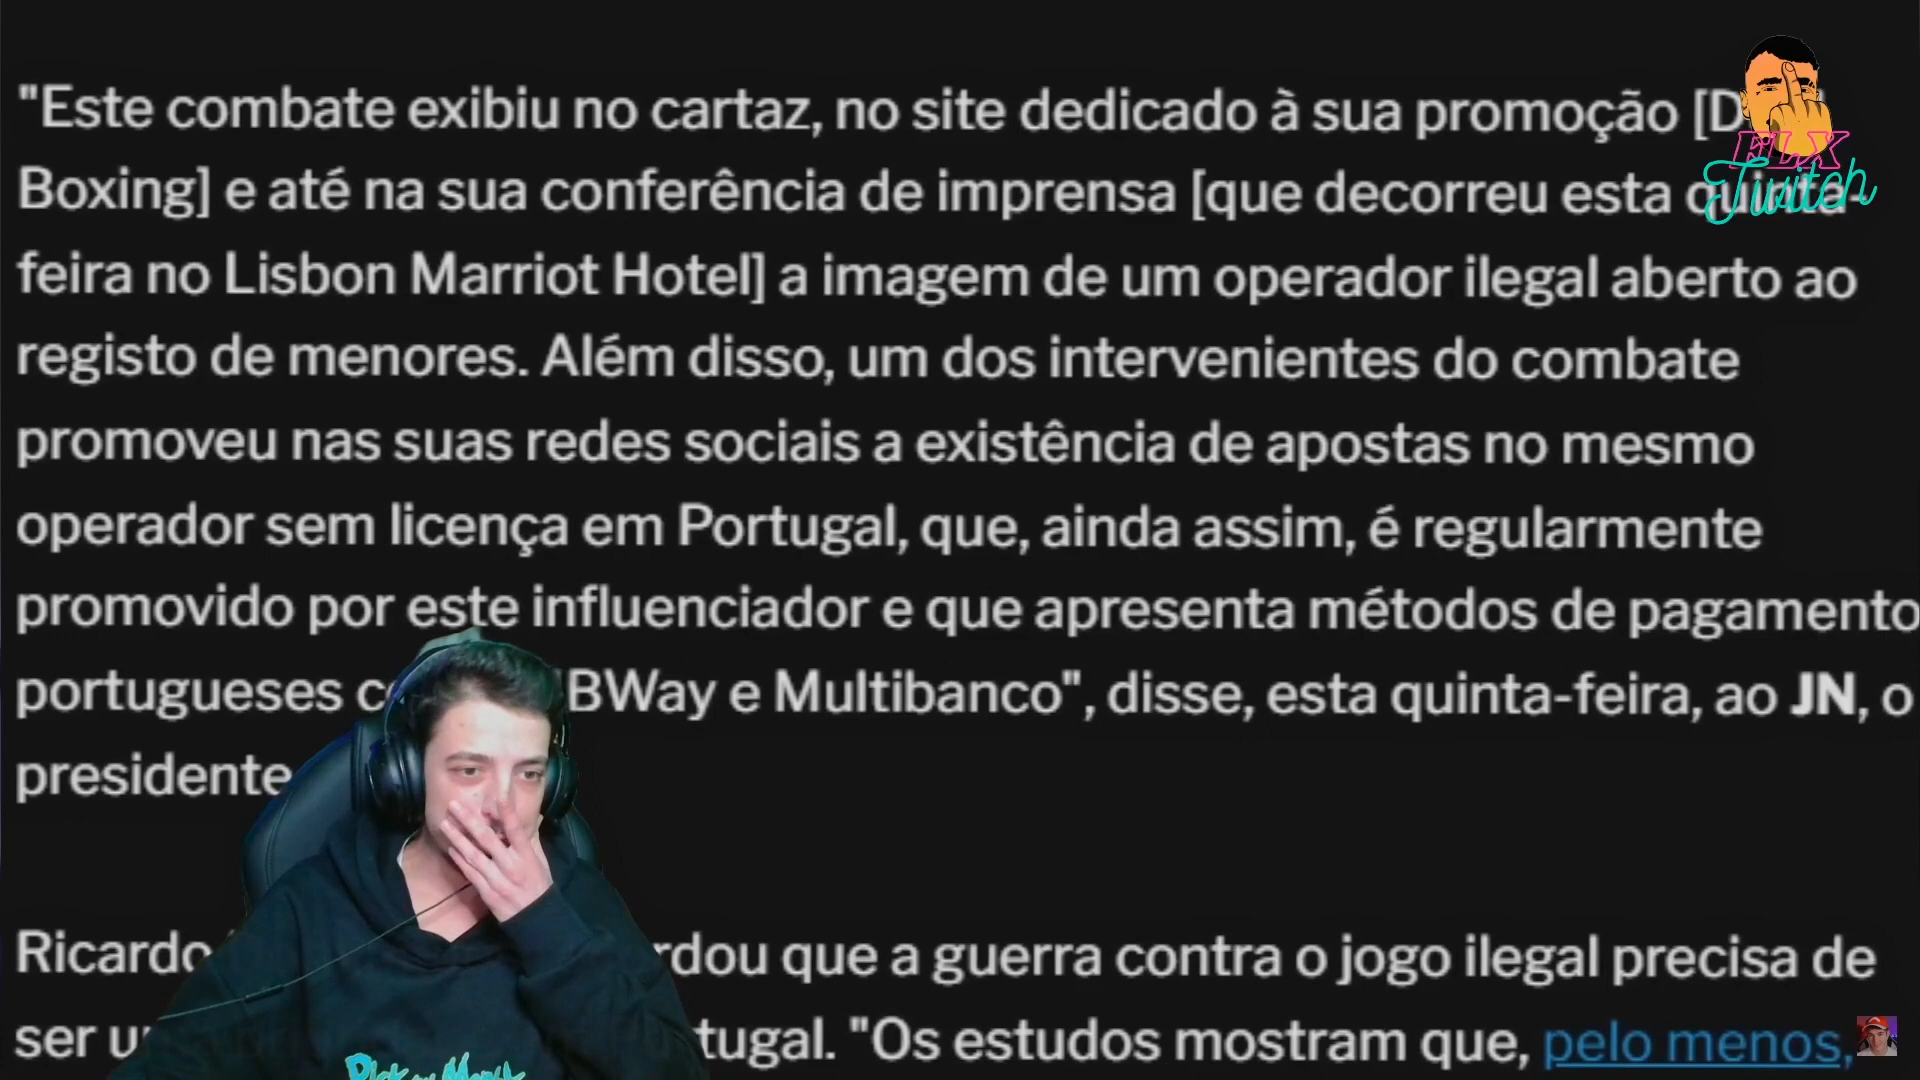 "Este combate exibiu no cartaz, no site dedicado à sua promoção
Boxing] e até na sua conferência de imprensa [que decorreu esta quinta-
feira no Lisbon Marriot Hotel] a imagem de um operador ilegal aberto ao
registo de menores. Além disso, um dos intervenientes do combate
promoveu nas suas redes sociais a existência de apostas no mesmo
operador sem licença em Portugal, que, ainda assim, é regularmente
promovido por este influenciador e que apresenta métodos de pagamento
portugueses BWay e Multibanco", disse, esta quinta-feira, ao JN, o
presidente
Ricardo rdou que a guerra contra o jogo ilegal precisa de
ser tugal. "Os estudos mostram que, pelo menos,
Twitch